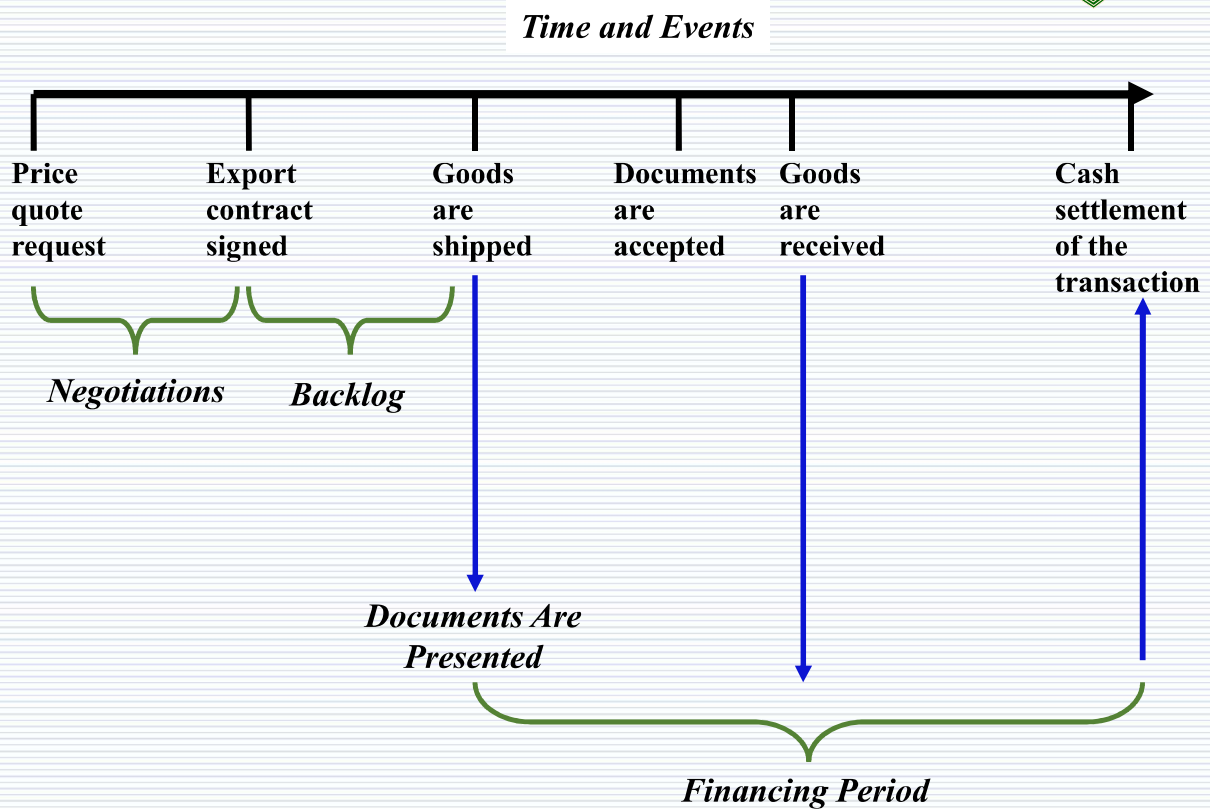 Time and Events
Price
quote
request
Export
contract
signed
Goods
are
shipped
Documents
are
accepted
Goods
are
received
Cash
settlement
of the
transaction
Negotiations
Backlog
Documents Are
Presented
Financing Period